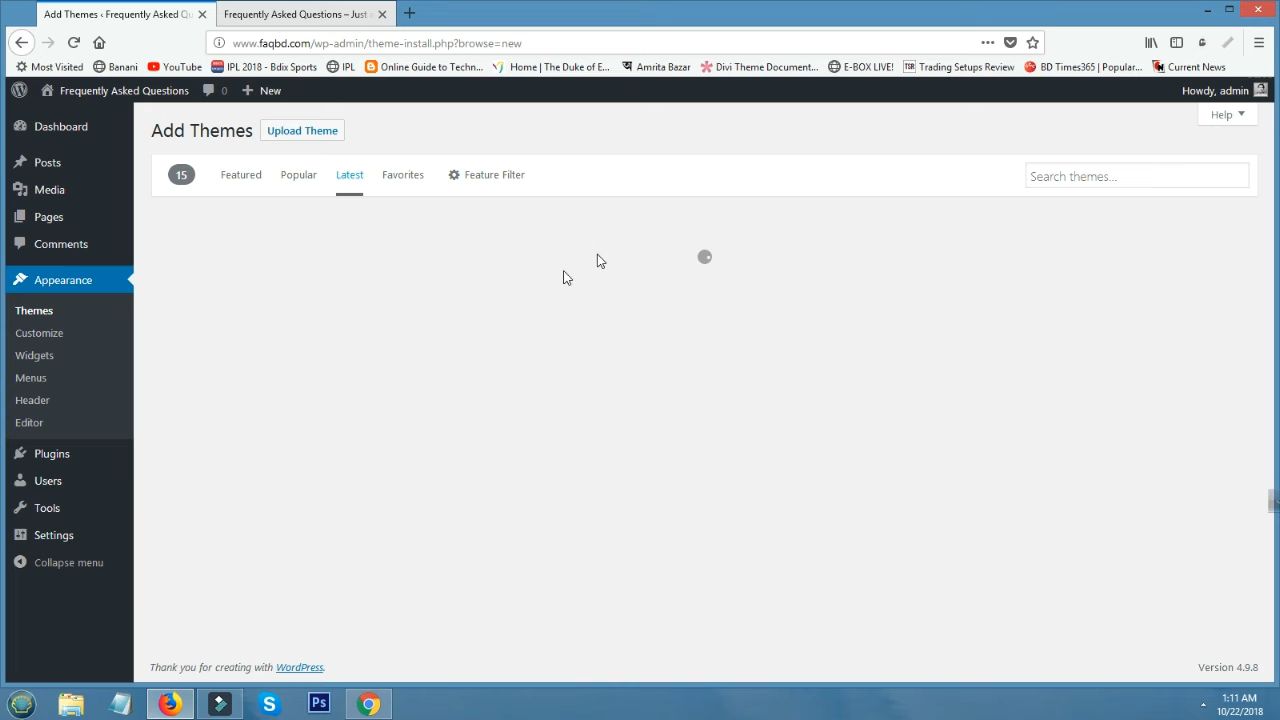 Add Themes ‹ Frequently Asked Qu
Frequently Asked Questions – Just
www.faqbd.com/wp-admin/theme-install.php?browse=new
Most Visited
Banani
YouTube
IPL 2018 - Bdix Sports
IPL
Online Guide to Techn...
Home | The Duke of E...
Amrita Bazar
Divi Theme Document...
E-BOX LIVE!
Trading Setups Review
BD Times365 | Popular...
Current News
Frequently Asked Questions
0
New
Howdy, admin
Help
Add Themes
Upload Theme
15
Featured
Popular
Latest
Favorites
Feature Filter
Search themes...
Dashboard
Posts
Media
Pages
Comments
Appearance
Themes
Customize
Widgets
Menus
Header
Editor
Plugins
Users
Tools
Settings
Collapse menu
Thank you for creating with WordPress.
Version 4.9.8
Ps
1:11 AM
10/22/2018